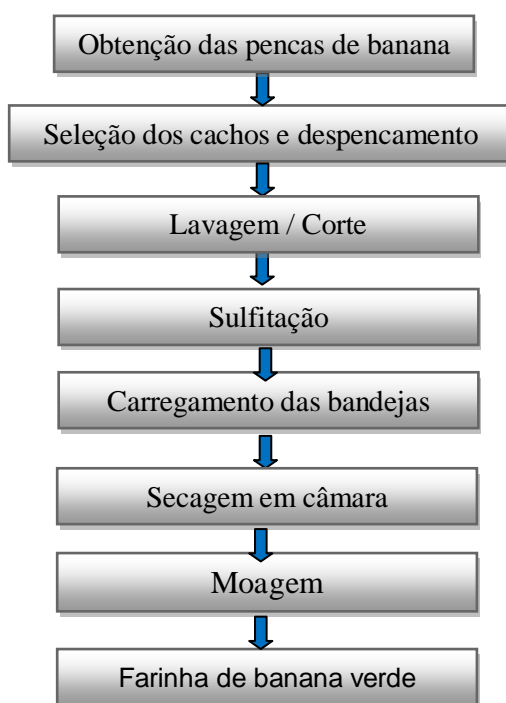 Obtenção das pencas de banana
Seleção dos cachos e despencamento
Lavagem / Corte
Sulfitação
Carregamento das bandejas
Secagem em câmara
Moagem
Farinha de banana verde